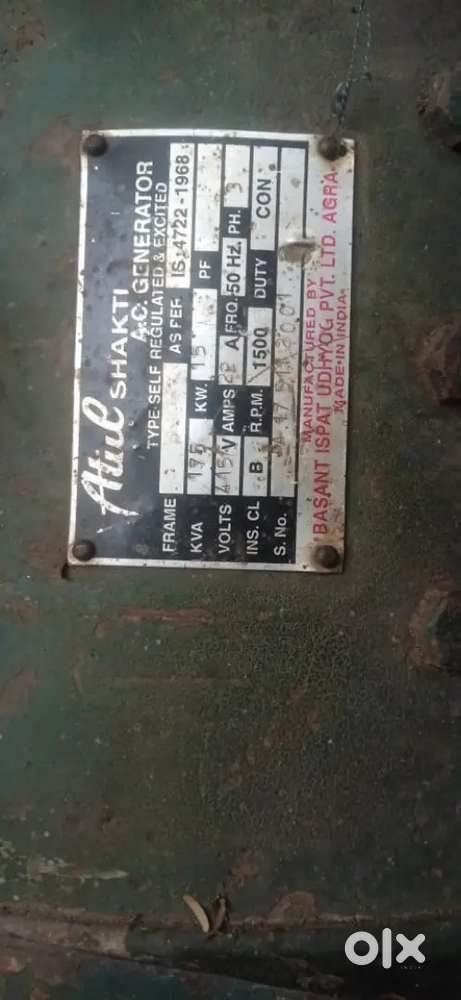 Atul
SHAKTI
A.C. GENERATOR
TYPE-SELF REGULATED & EXCITED
FRAME AS PER IS-4722-1968
KVA KW. 15 PF
VOLTS 415 V AMPS 22 A FRQ. 50 Hz. PH. 3
INS. CL B R.P.M. 1500 DUTY CON
S. No.
MANUFACTURED BY
BASANT ISPAT UDHYOG PVT. LTD. AGRA
MADE IN INDIA
olx
INDIA